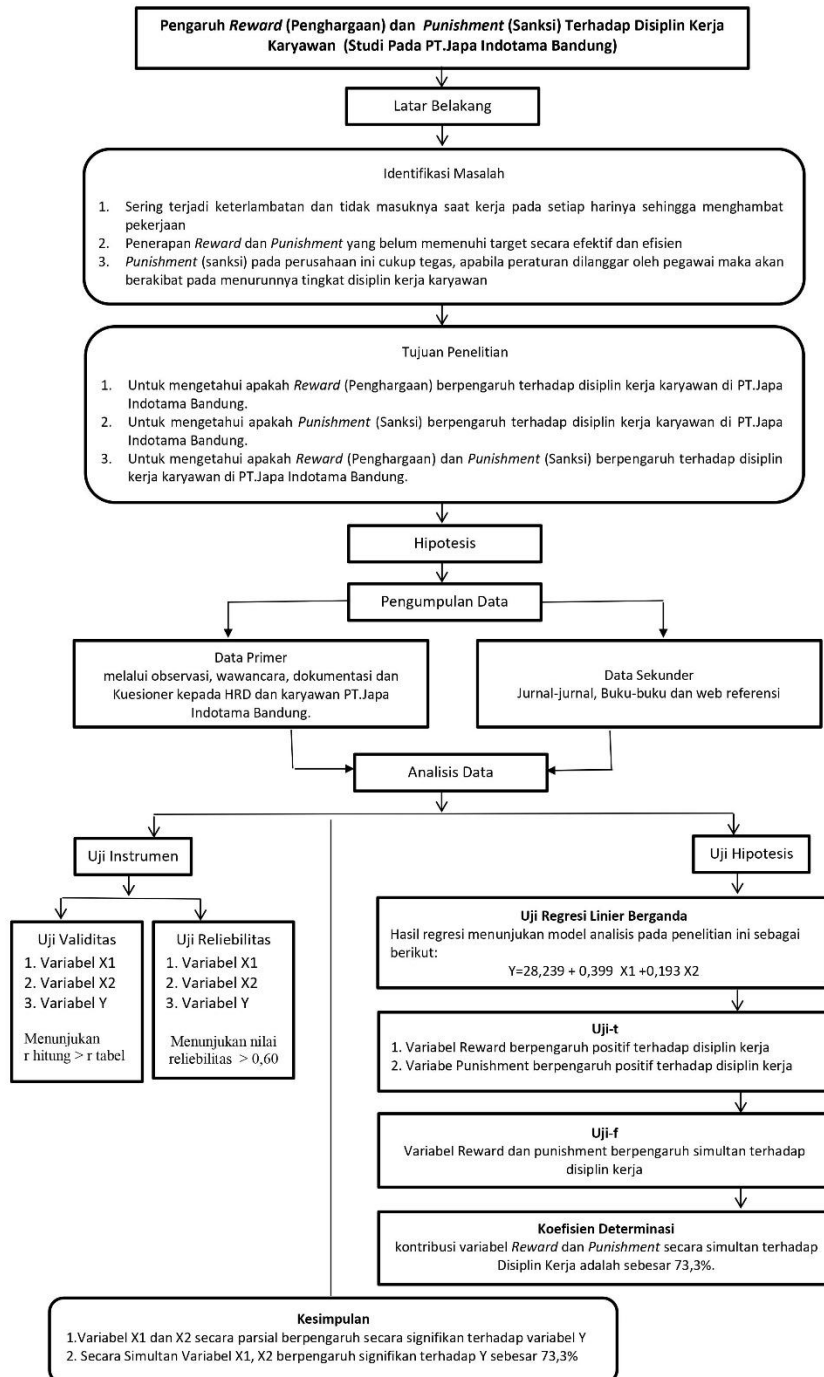 Pengaruh Reward (Penghargaan) dan Punishment (Sanksi) Terhadap Disiplin Kerja
Karyawan (Studi Pada PT.Japa Indotama Bandung)
Latar Belakang
Identifikasi Masalah
1. Sering terjadi keterlambatan dan tidak masuknya saat kerja pada setiap harinya sehingga menghambat
pekerjaan
2. Penerapan Reward dan Punishment yang belum memenuhi target secara efektif dan efisien
3. Punishment (sanksi) pada perusahaan ini cukup tegas, apabila peraturan dilanggar oleh pegawai maka akan
berakibat pada menurunnya tingkat disiplin kerja karyawan
Tujuan Penelitian
1. Untuk mengetahui apakah Reward (Penghargaan) berpengaruh terhadap disiplin kerja karyawan di PT.Japa
Indotama Bandung.
2. Untuk mengetahui apakah Punishment (Sanksi) berpengaruh terhadap disiplin kerja karyawan di PT.Japa
Indotama Bandung.
3. Untuk mengetahui apakah Reward (Penghargaan) dan Punishment (Sanksi) berpengaruh terhadap disiplin
kerja karyawan di PT.Japa Indotama Bandung.
Hipotesis
Pengumpulan Data
Data Primer
melalui observasi, wawancara, dokumentasi dan
Kuesioner kepada HRD dan karyawan PT.Japa
Indotama Bandung.
Data Sekunder
Jurnal-jurnal, Buku-buku dan web referensi
Analisis Data
Uji Instrumen
Uji Validitas
1. Variabel X1
2. Variabel X2
3. Variabel Y
Menunjukan
r hitung > r tabel
Uji Reliebilitas
1. Variabel X1
2. Variabel X2
3. Variabel Y
Menunjukan nilai
reliebilitas > 0,60
Uji Hipotesis
Uji Regresi Linier Berganda
Hasil regresi menunjukan model analisis pada penelitian ini sebagai
berikut:
Y=28,239 + 0,399 X1 +0,193 X2
Uji-t
1. Variabel Reward berpengaruh positif terhadap disiplin kerja
2. Variabe Punishment berpengaruh positif terhadap disiplin kerja
Uji-f
Variabel Reward dan punishment berpengaruh simultan terhadap
disiplin kerja
Koefisien Determinasi
kontribusi variabel Reward dan Punishment secara simultan terhadap
Disiplin Kerja adalah sebesar 73,3%.
Kesimpulan
1.Variabel X1 dan X2 secara parsial berpengaruh secara signifikan terhadap variabel Y
2. Secara Simultan Variabel X1, X2 berpengaruh signifikan terhadap Y sebesar 73,3%